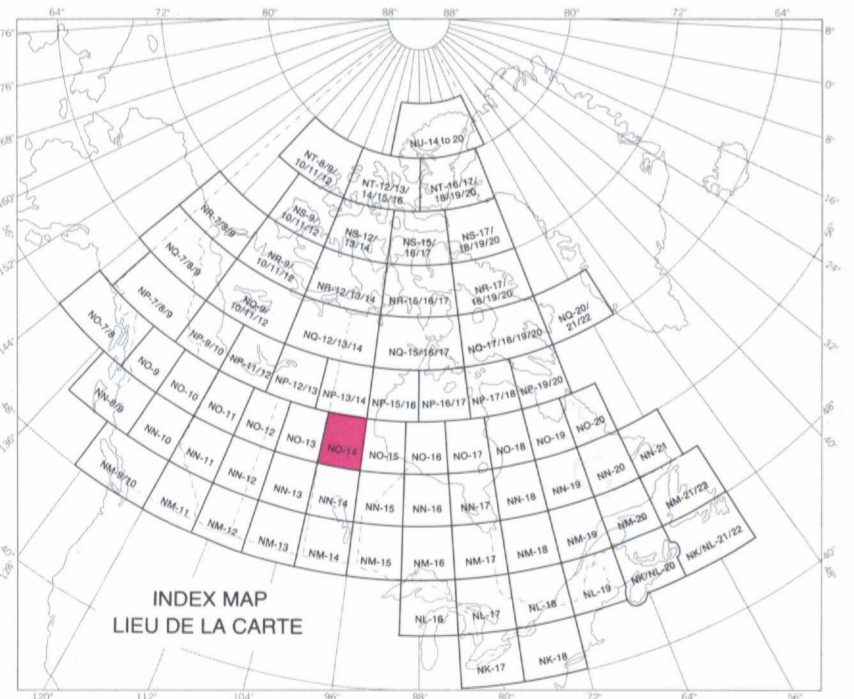 64° 72° 80° 88° 88° 80° 72° 64°
76° 8°
76° 0°
68° 8°
160° 16°
152° 24°
144° 32°
48° 48°
136° 40°
40° 40°
128° 48°
NU-14 to 20
NT-8/9/
10/11/12
NT-12/13/
14/15/16
NT-16/17/
18/19/20
NR-7/8/9
NS-9/
10/11/12
NS-12/
13/14
NS-15/
16/17
NS-17/
18/19/20
NQ-7/8/9
NR-9/
10/11/12
NR-12/13/14
NR-15/16/17
NR-17/
18/19/20
NQ-20/
21/22
NO-7/8
NP-7/8/9
NQ-9/
10/11/12
NQ-12/13/14
NQ-15/16/17
NQ-17/18/19/20
NP-9/10
NP-11/12
NP-12/13
NP-13/14
NP-15/16
NP-16/17
NP-17/18
NP-19/20
NO-9
NO-10
NO-11
NO-12
NO-13
NO-14
NO-15
NO-16
NO-17
NO-18
NO-19
NO-20
NN-8/9
NN-10
NN-11
NN-12
NN-13
NN-14
NN-15
NN-16
NN-17
NN-18
NN-19
NN-20
NN-21
NM-9/10
NM-11
NM-12
NM-13
NM-14
NM-15
NM-16
NM-17
NM-18
NM-19
NM-20
NM-21/22
NL-16
NL-17
NL-18
NL-19
NK/NL-20
NK/NL-21/22
NK-17
NK-18
INDEX MAP
LIEU DE LA CARTE
120° 112° 104° 96° 88° 80° 72° 64° 56°